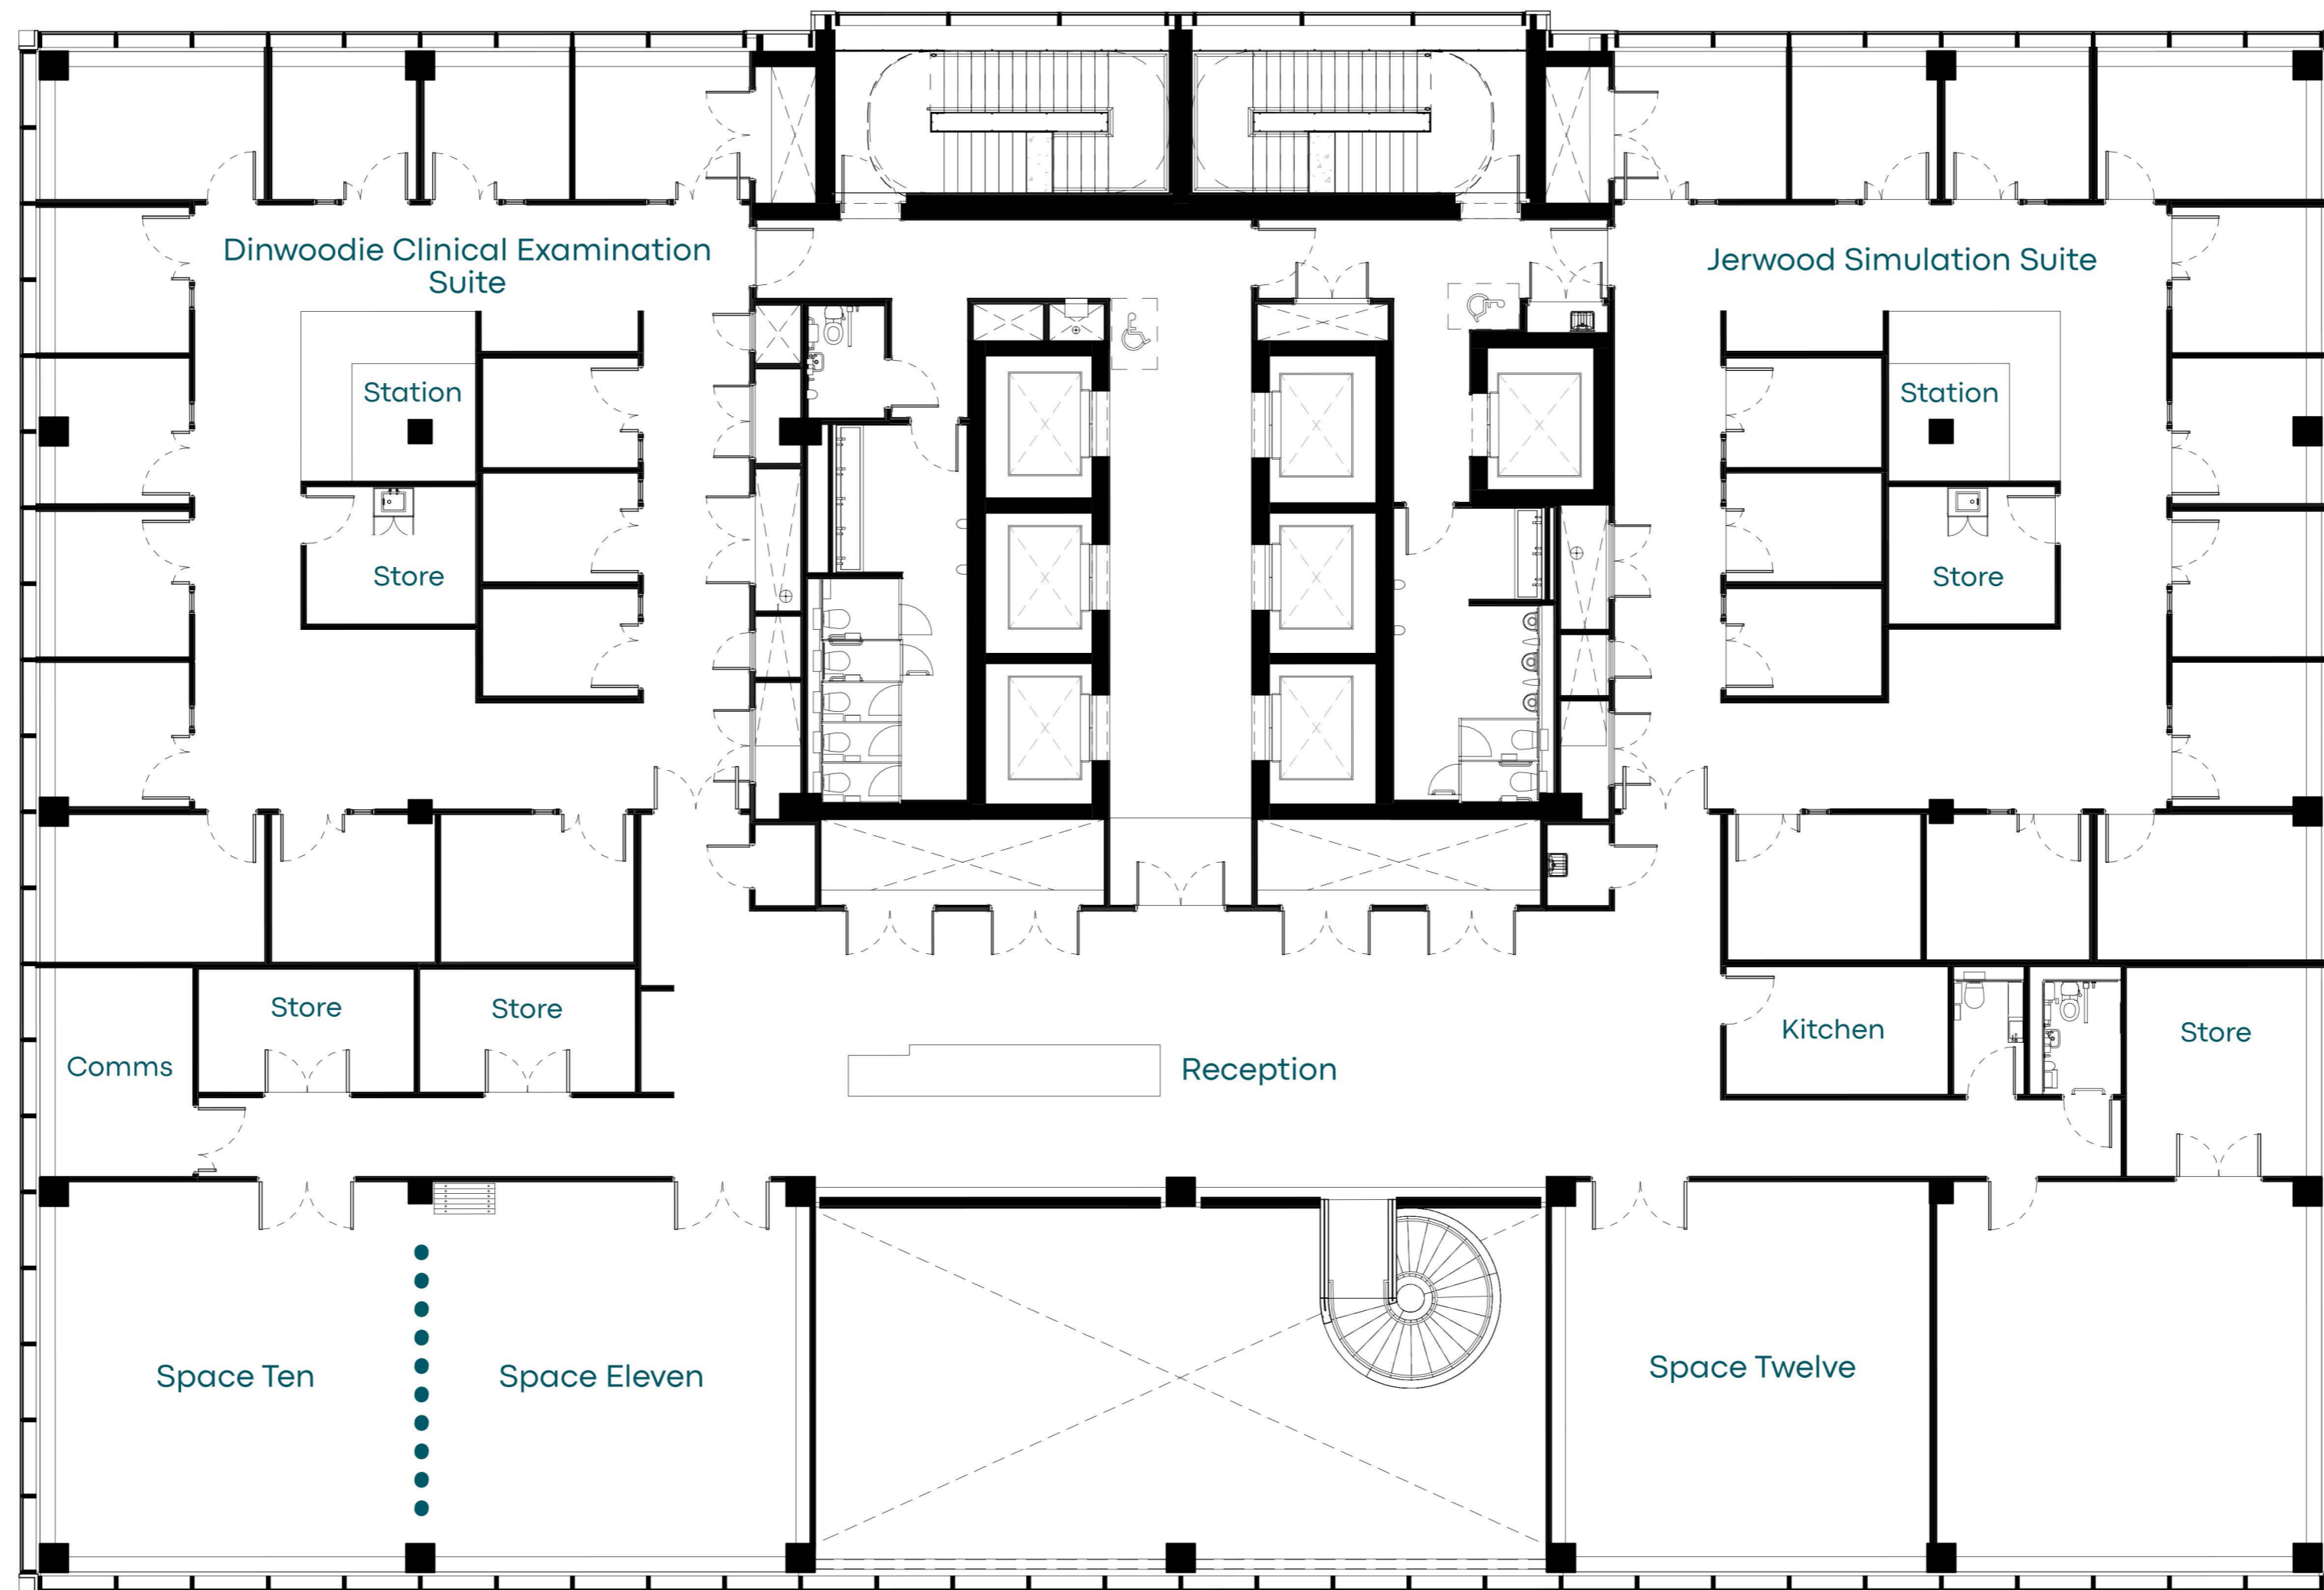 Dinwoodie Clinical Examination
Suite
Jerwood Simulation Suite
Station
Station
Store
Store
Store
Store
Comms
Reception
Kitchen
Store
Space Ten
Space Eleven
Space Twelve